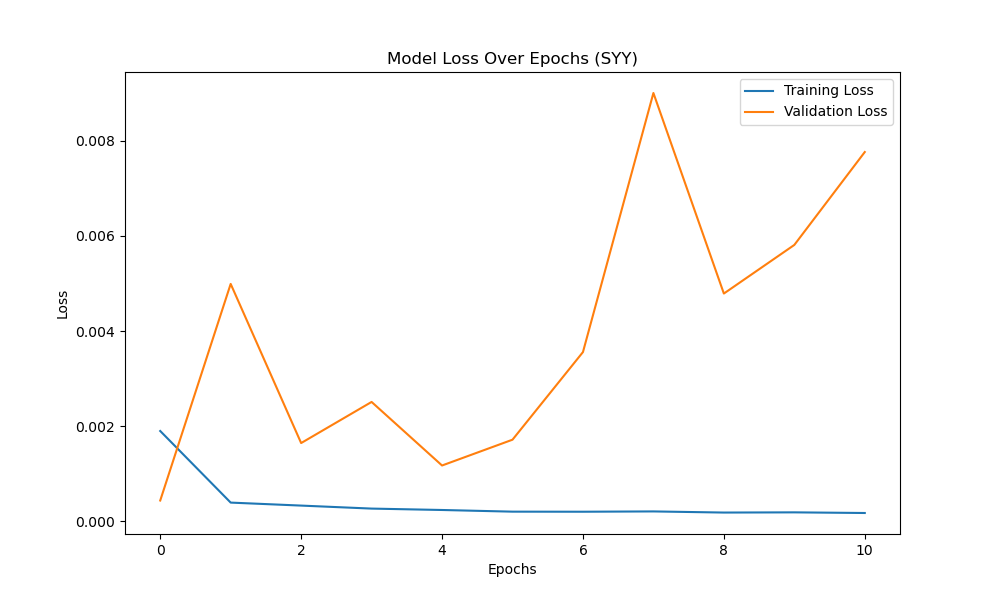 Model Loss Over Epochs (SYY)
Training Loss
Validation Loss
0.008
0.006
0.004
0.002
0.000
Loss
0 2 4 6 8 10
Epochs